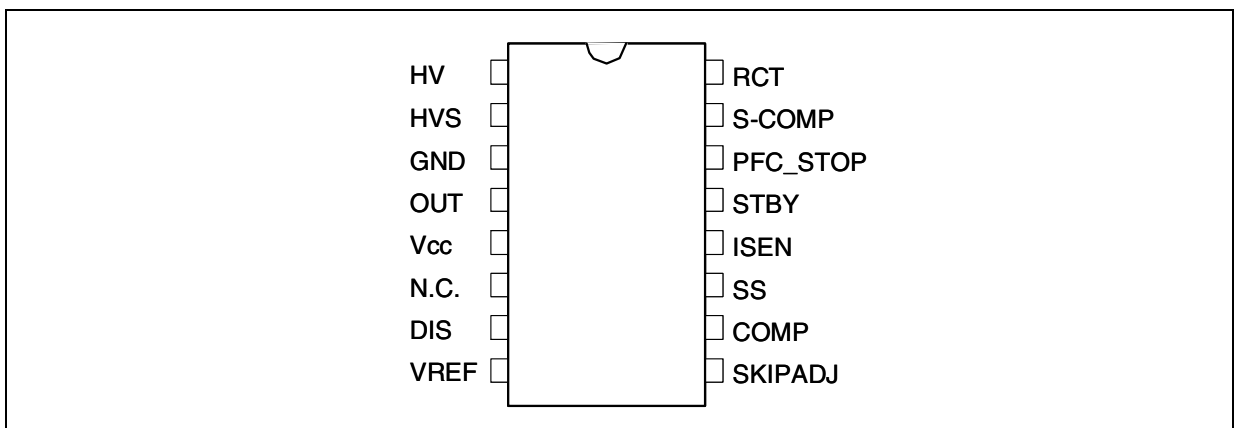 HV
HVS
GND
OUT
Vcc
N.C.
DIS
VREF
RCT
S-COMP
PFC_STOP
STBY
ISEN
SS
COMP
SKIPADJ